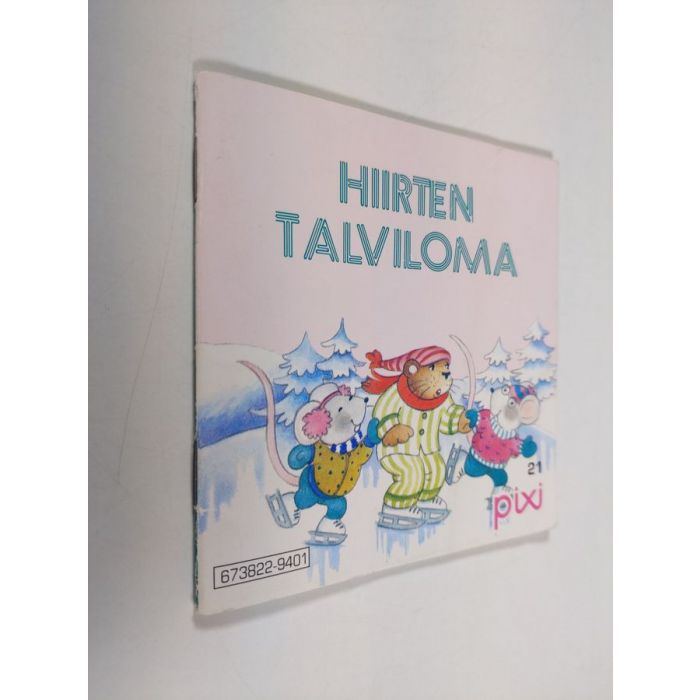 HIIRTEN
TALVILOMA
21
pixi
673822-9401